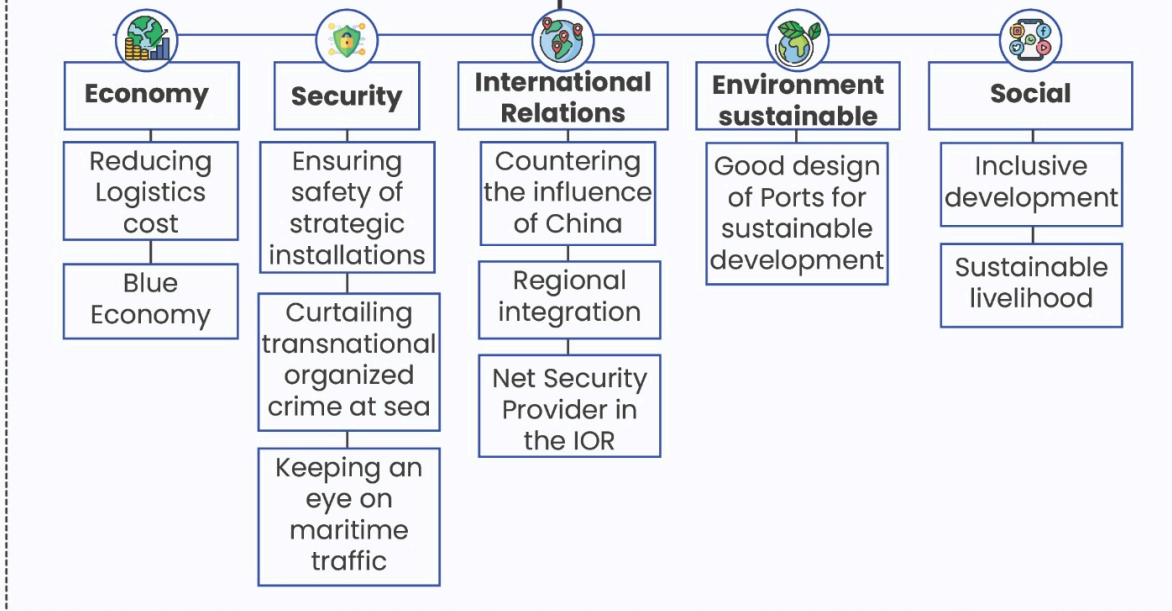 Economy
Reducing
Logistics
cost
Blue
Economy
Security
Ensuring
safety of
strategic
installations
Curtailing
transnational
organized
crime at sea
Keeping an
eye on
maritime
traffic
International
Relations
Countering
the influence
of China
Regional
integration
Net Security
Provider in
the IOR
Environment
sustainable
Good design
of Ports for
sustainable
development
Social
Inclusive
development
Sustainable
livelihood